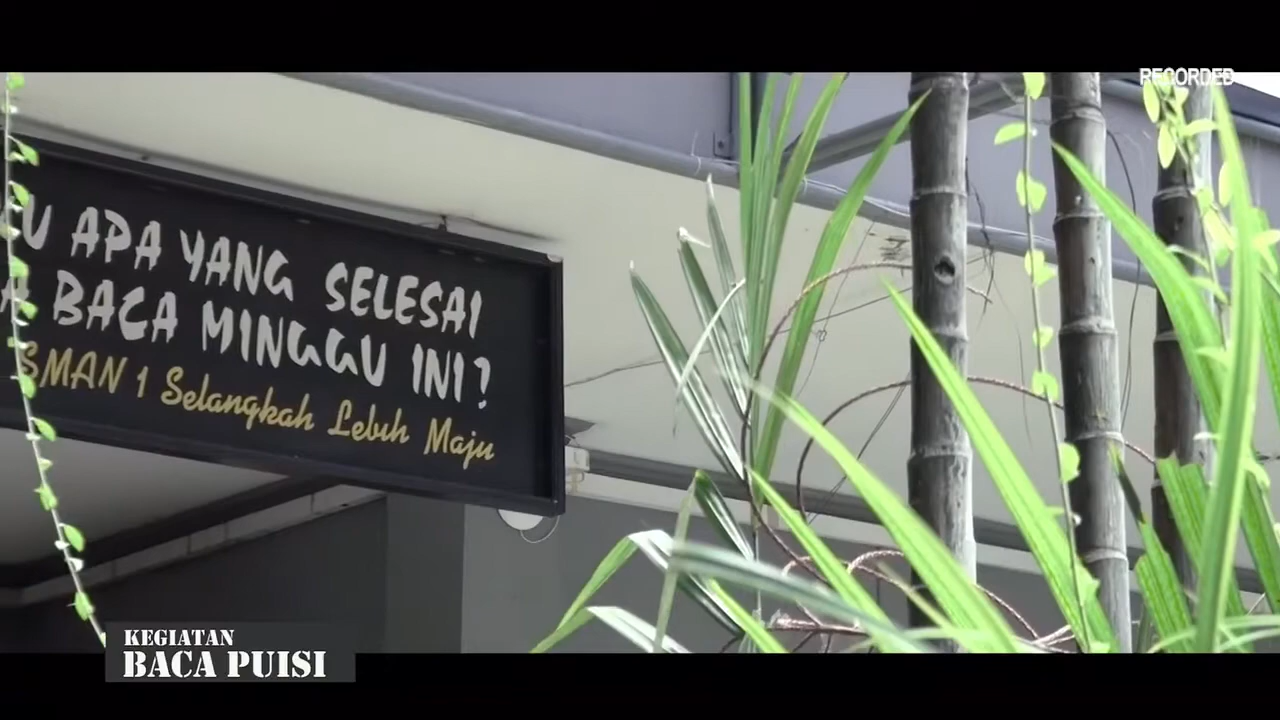 RECORDED
U APA YANG SELESAI
A BACA MINGGU INI?
SMAN 1 Selangkah Lebih Maju
KEGIATAN
BACA PUISI